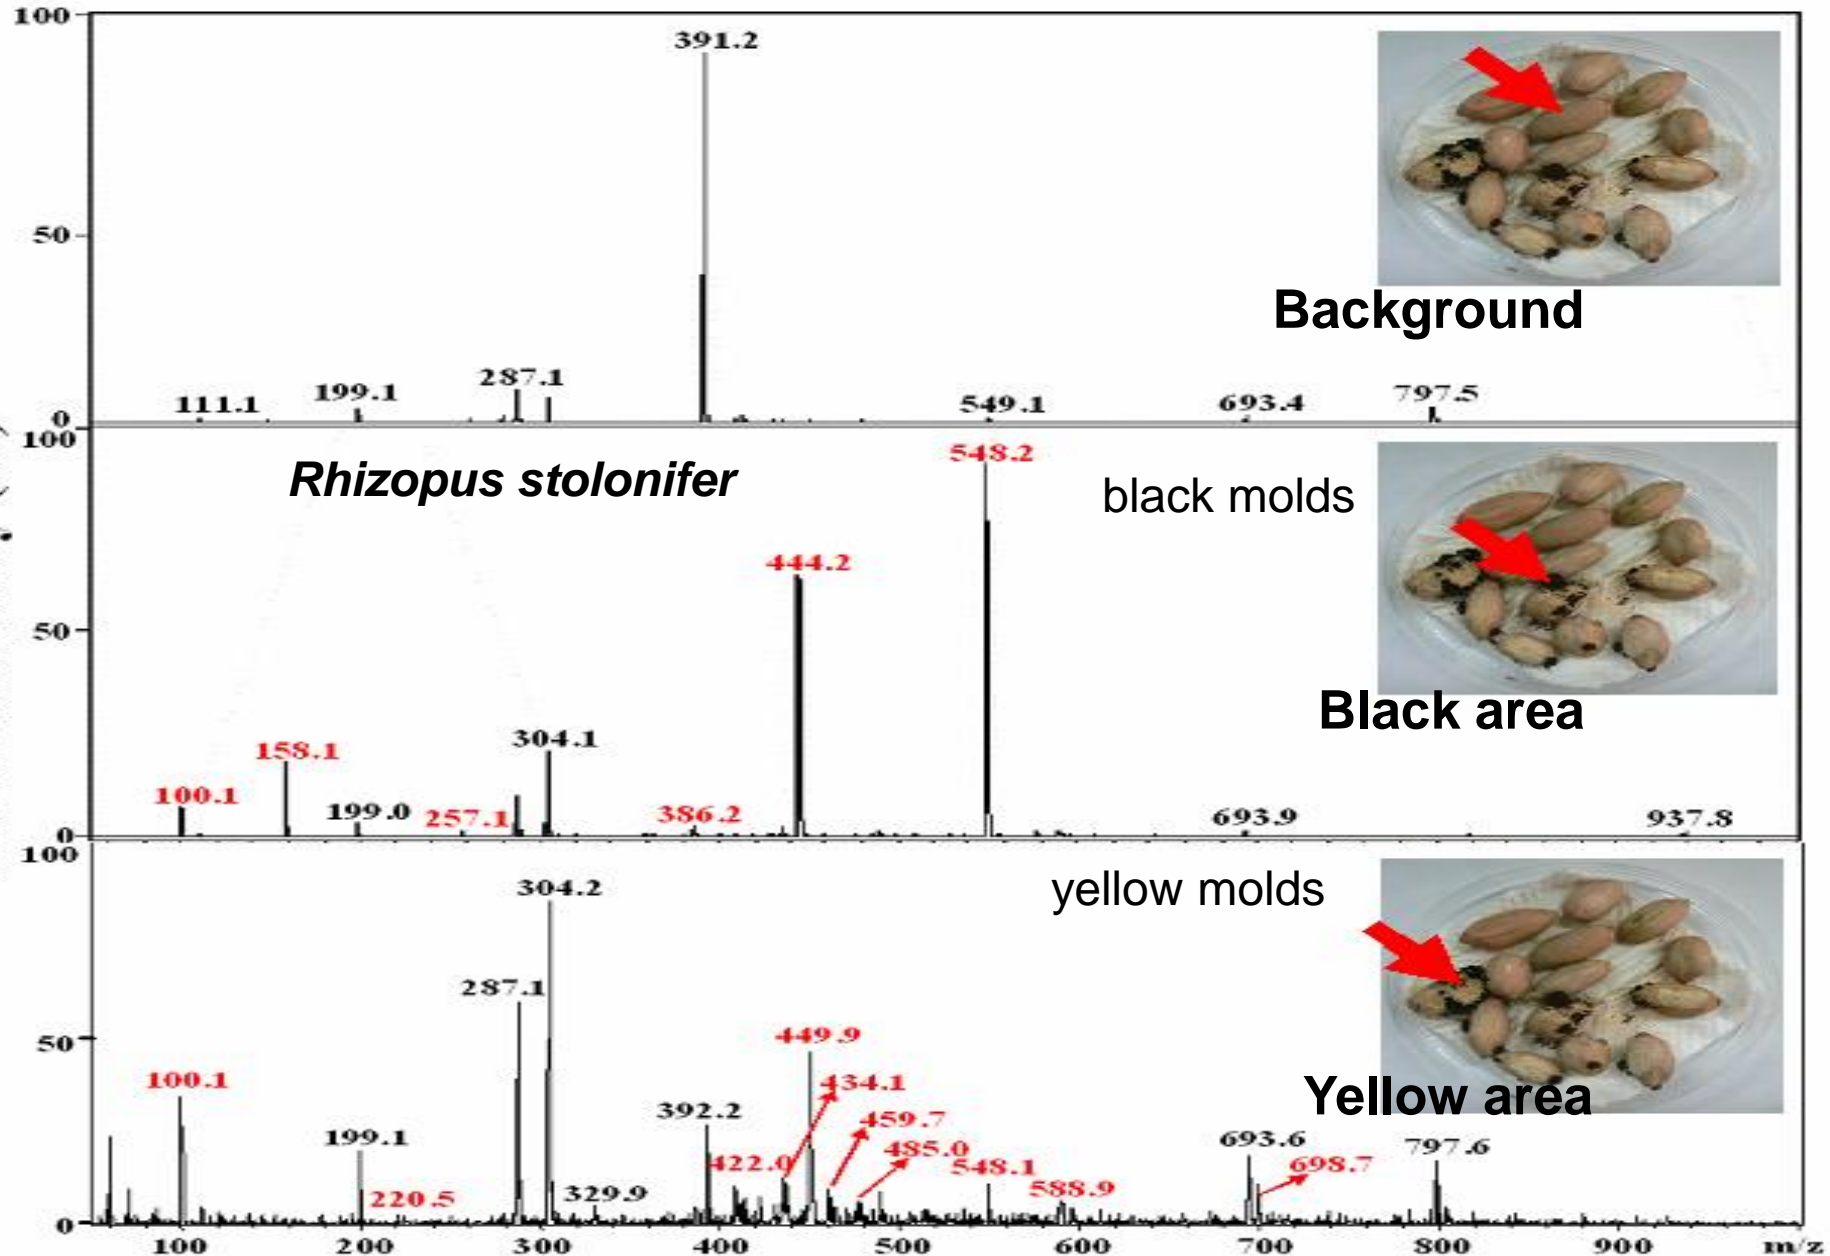 100
391.2
50
Background
111.1 199.1 287.1 549.1 693.4 797.5
0
100
Rhizopus stolonifer
548.2
black molds
444.2
50
Black area
158.1 304.1
100.1 199.0 257.1 386.2 693.9 937.8
0
100
304.2
yellow molds
287.1
50
449.9
100.1 434.1
Yellow area
392.2 459.7
199.1 485.0 693.6 797.6
422.0 548.1 698.7
220.5 329.9 588.9
0
100 200 300 400 500 600 700 800 900 m/z